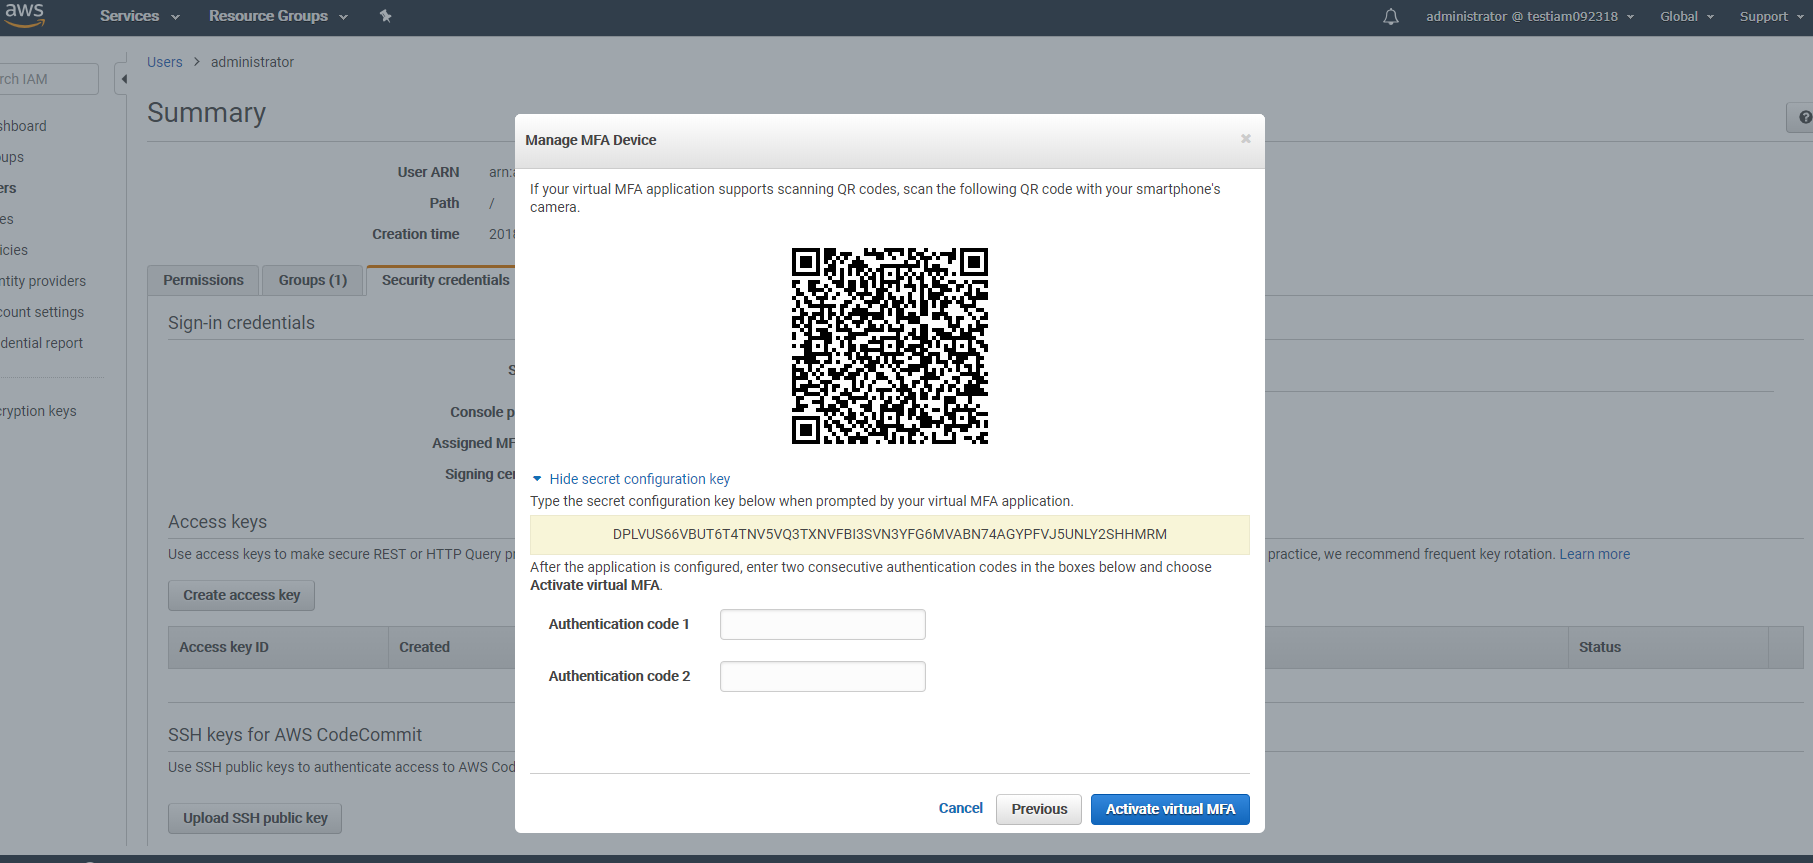 aws
Services
Resource Groups
administrator @ testiam092318
Global
Support
Users > administrator
rch IAM
shboard
ups
ers
es
icies
ntity providers
count settings
dential report
cryption keys
Summary
User ARN arn:a
Path /
Creation time 2018
Permissions
Groups (1)
Security credentials
Sign-in credentials
S
Console p
Assigned MF
Signing cer
Access keys
Use access keys to make secure REST or HTTP Query pr
practice, we recommend frequent key rotation. Learn more
Create access key
Access key ID
Created
Status
SSH keys for AWS CodeCommit
Use SSH public keys to authenticate access to AWS Cod
Upload SSH public key
Manage MFA Device
If your virtual MFA application supports scanning QR codes, scan the following QR code with your smartphone's
camera.
Hide secret configuration key
Type the secret configuration key below when prompted by your virtual MFA application.
DPLVUS66VBUT6T4TNV5VQ3TXNVFBI3SVN3YFG6MVABN74AGYPFVJ5UNLY2SHHMRM
After the application is configured, enter two consecutive authentication codes in the boxes below and choose
Activate virtual MFA.
Authentication code 1
Authentication code 2
Cancel
Previous
Activate virtual MFA